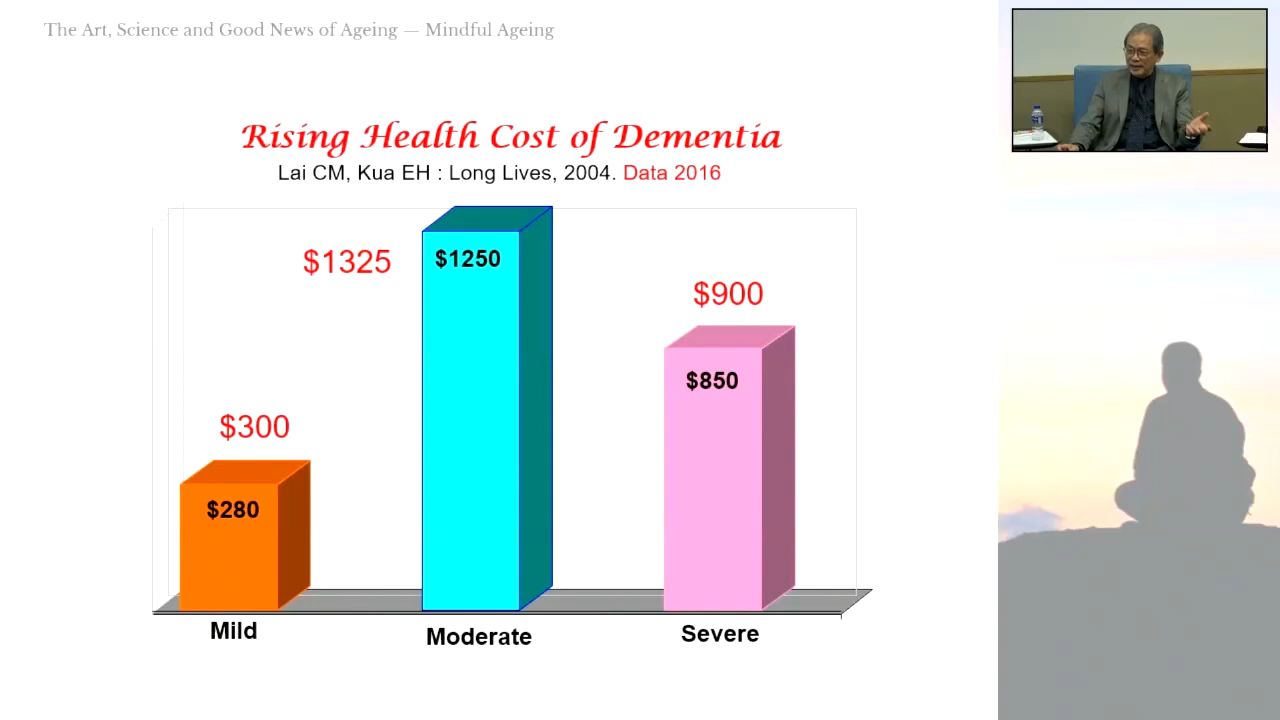 The Art, Science and Good News of Ageing — Mindful Ageing
Rising Health Cost of Dementia
Lai CM, Kua EH : Long Lives, 2004. Data 2016
$1325
$1250
$900
$850
$300
$280
Mild
Moderate
Severe